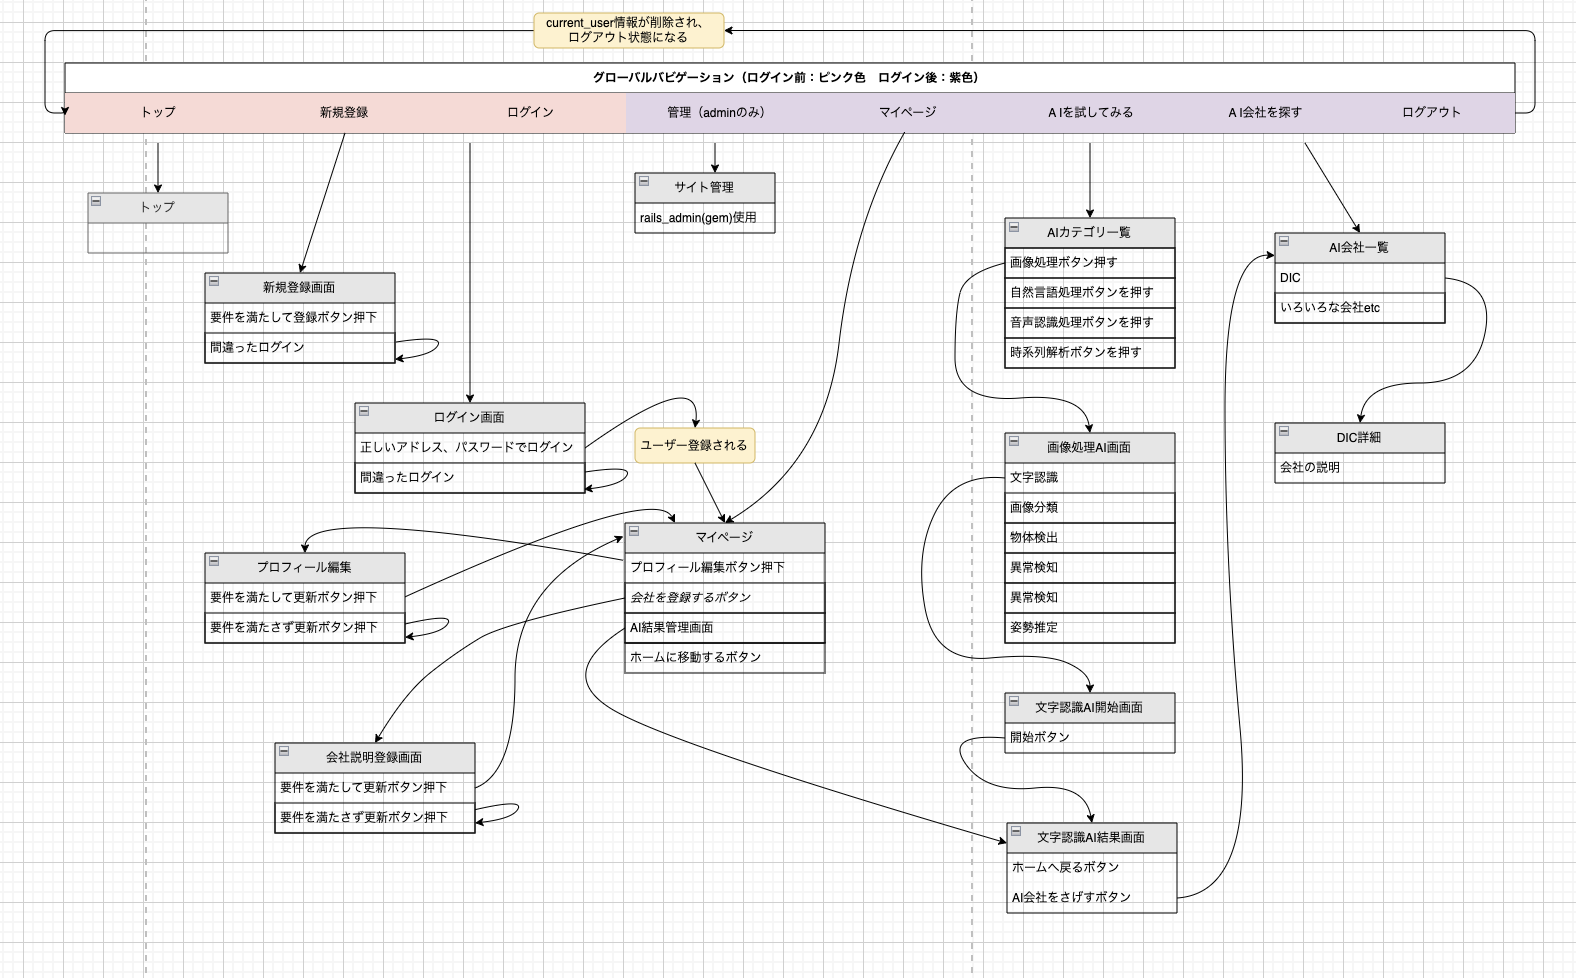 current_user情報が削除され、
ログアウト状態になる
グローバルバビゲーション（ログイン前：ピンク色　ログイン後：紫色）
トップ
新規登録
ログイン
管理（adminのみ）
マイページ
A Iを試してみる
A I会社を探す
ログアウト
トップ
サイト管理
rails_admin(gem)使用
新規登録画面
要件を満たして登録ボタン押下
間違ったログイン
AIカテゴリ一覧
画像処理ボタン押す
自然言語処理ボタンを押す
音声認識処理ボタンを押す
時系列解析ボタンを押す
AI会社一覧
DIC
いろいろな会社etc
ログイン画面
正しいアドレス、パスワードでログイン
間違ったログイン
ユーザー登録される
DIC詳細
会社の説明
画像処理AI画面
文字認識
画像分類
物体検出
異常検知
異常検知
姿勢推定
マイページ
プロフィール編集ボタン押下
会社を登録するボタン
AI結果管理画面
ホームに移動するボタン
プロフィール編集
要件を満たして更新ボタン押下
要件を満たさず更新ボタン押下
文字認識AI開始画面
開始ボタン
会社説明登録画面
要件を満たして更新ボタン押下
要件を満たさず更新ボタン押下
文字認識AI結果画面
ホームへ戻るボタン
AI会社をさげすボタン